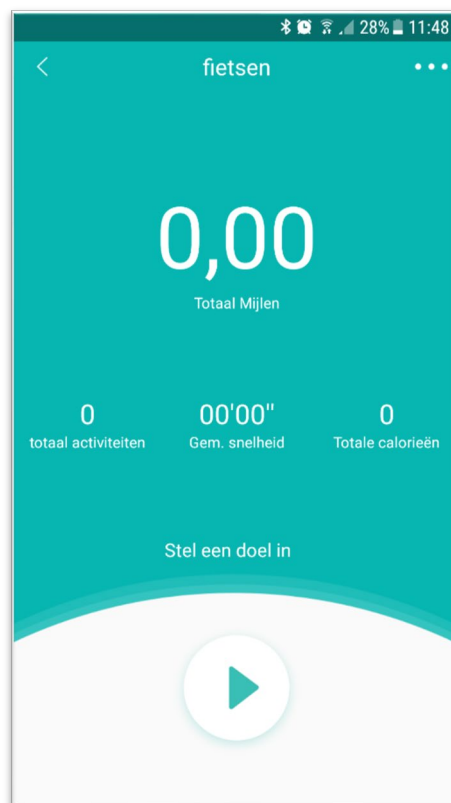 28% 11:48
fietsen
0,00
Totaal Mijlen
0 00'00" 0
totaal activiteiten Gem. snelheid Totale calorieën
Stel een doel in